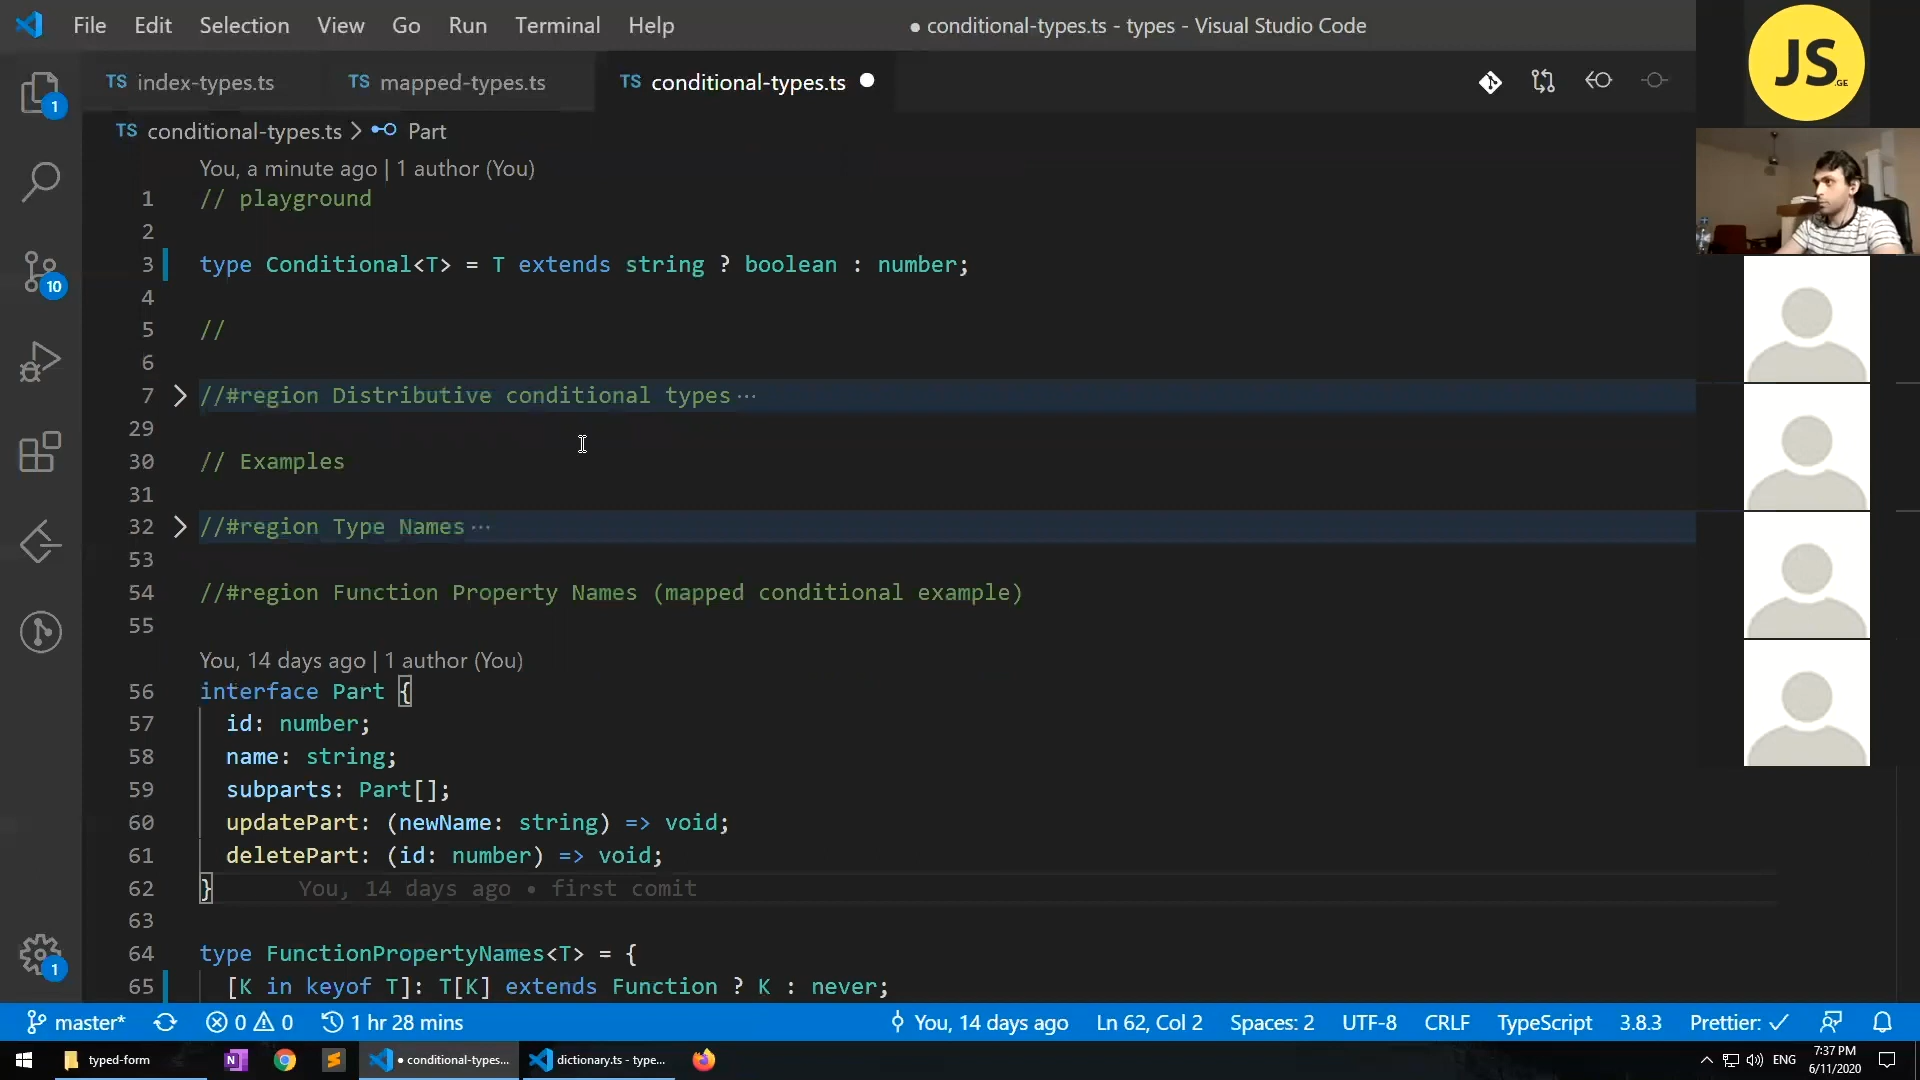 File Edit Selection View Go Run Terminal Help ● conditional-types.ts - types - Visual Studio Code
JS
.GE
TS index-types.ts TS mapped-types.ts TS conditional-types.ts
TS conditional-types.ts > Part
1
You, a minute ago | 1 author (You)
1 // playground
2
3 type Conditional<T> = T extends string ? boolean : number;
10
4
5 //
6
7 //#region Distributive conditional types ···
29
30 // Examples
31
32 //#region Type Names ···
53
54 //#region Function Property Names (mapped conditional example)
55
You, 14 days ago | 1 author (You)
56 interface Part {
57 id: number;
58 name: string;
59 subparts: Part[];
60 updatePart: (newName: string) => void;
61 deletePart: (id: number) => void;
62 } You, 14 days ago • first comit
63
64 type FunctionPropertyNames<T> = {
1
65 [K in keyof T]: T[K] extends Function ? K : never;
master* 0 0 1 hr 28 mins You, 14 days ago Ln 62, Col 2 Spaces: 2 UTF-8 CRLF TypeScript 3.8.3 Prettier: ✓
typed-form N ● conditional-types... dictionary.ts - type... ENG 7:37 PM
6/11/2020